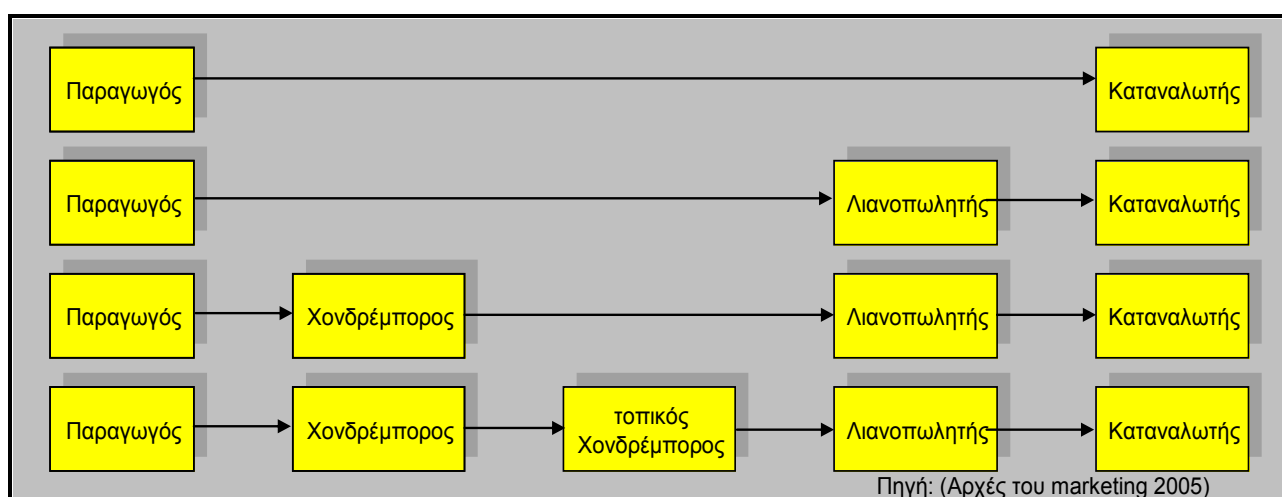 Παραγωγός Καταναλωτής
Παραγωγός Λιανοπωλητής Καταναλωτής
Παραγωγός Χονδρέμπορος Λιανοπωλητής Καταναλωτής
Παραγωγός Χονδρέμπορος τοπικός Χονδρέμπορος Λιανοπωλητής Καταναλωτής
Πηγή: (Αρχές του marketing 2005)